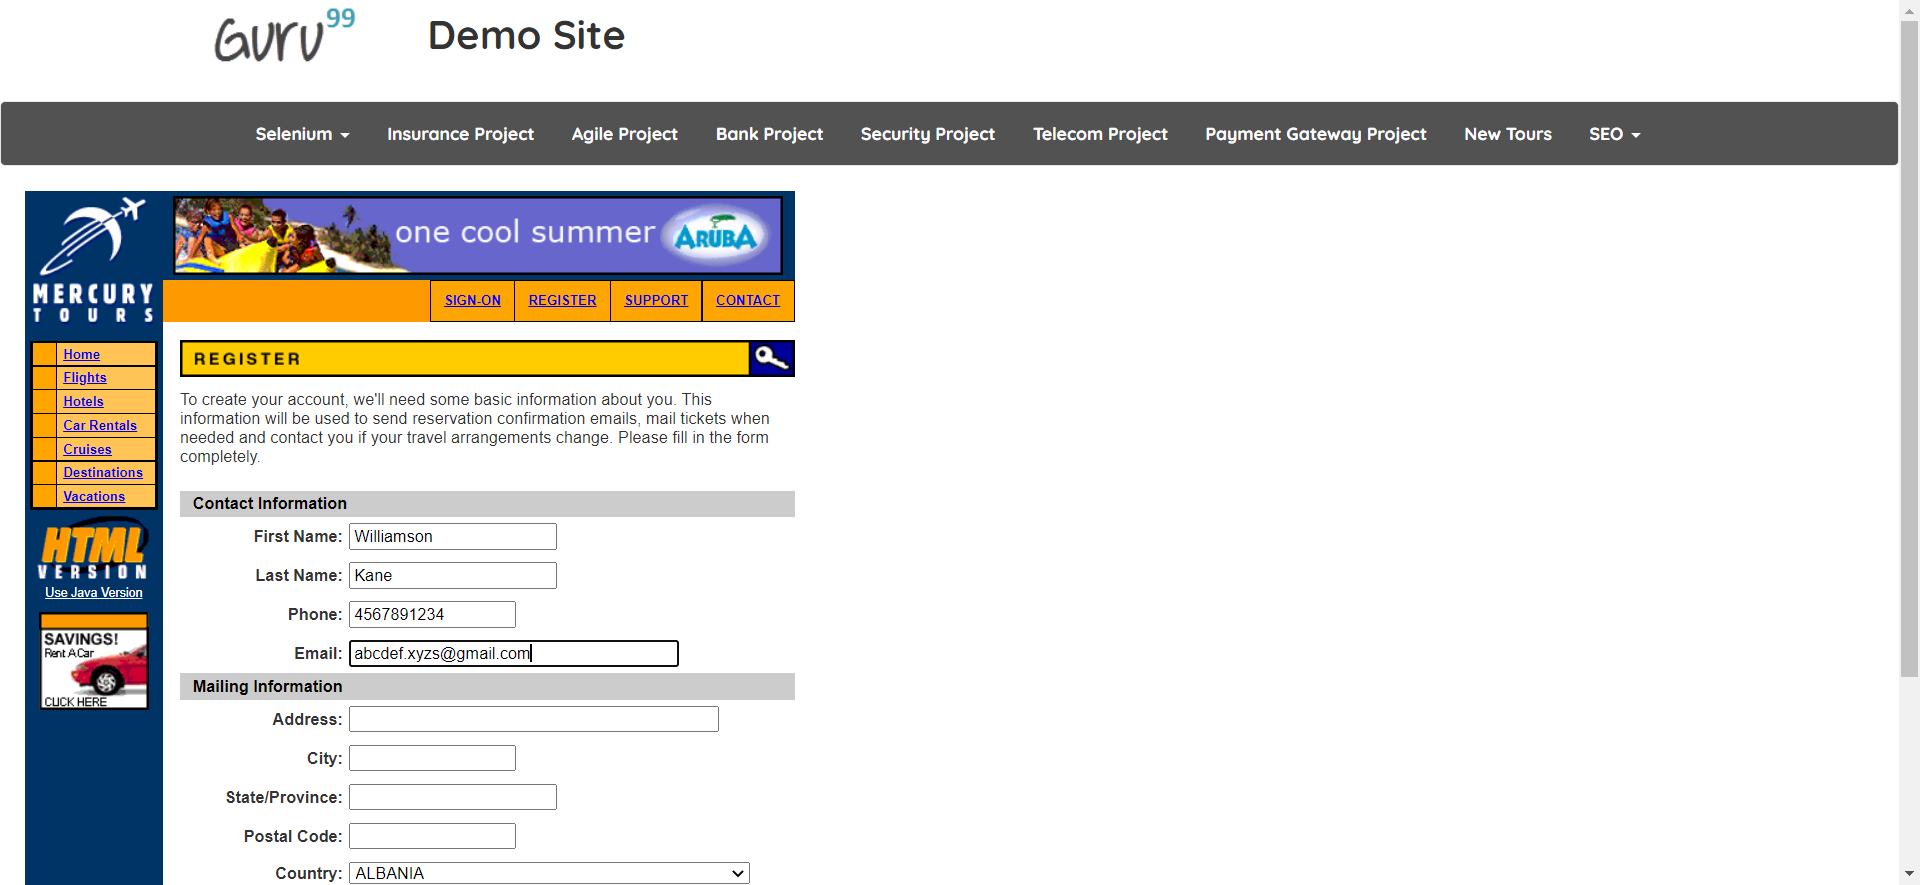 Guru99
Demo Site
Selenium
Insurance Project
Agile Project
Bank Project
Security Project
Telecom Project
Payment Gateway Project
New Tours
SEO
MERCURY
TOURS
one cool summer
ARUBA
SIGN-ON
REGISTER
SUPPORT
CONTACT
Home
Flights
Hotels
Car Rentals
Cruises
Destinations
Vacations
HTML
VERSION
Use Java Version
SAVINGS!
Rent A Car
CLICK HERE
REGISTER
To create your account, we'll need some basic information about you. This
information will be used to send reservation confirmation emails, mail tickets when
needed and contact you if your travel arrangements change. Please fill in the form
completely.
Contact Information
First Name: Williamson
Last Name: Kane
Phone: 4567891234
Email: abcdef.xyzs@gmail.com
Mailing Information
Address:
City:
State/Province:
Postal Code:
Country: ALBANIA